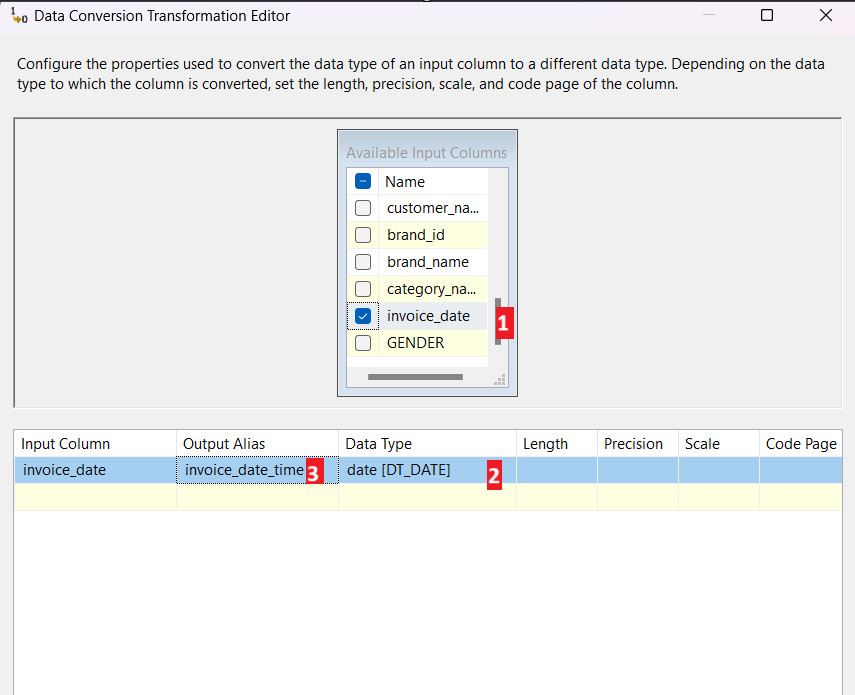 Data Conversion Transformation Editor
Configure the properties used to convert the data type of an input column to a different data type. Depending on the data
type to which the column is converted, set the length, precision, scale, and code page of the column.
Available Input Columns
Name
customer_na...
brand_id
brand_name
category_na...
invoice_date
1
GENDER
Input Column Output Alias Data Type Length Precision Scale Code Page
invoice_date invoice_date_time 3 date [DT_DATE] 2